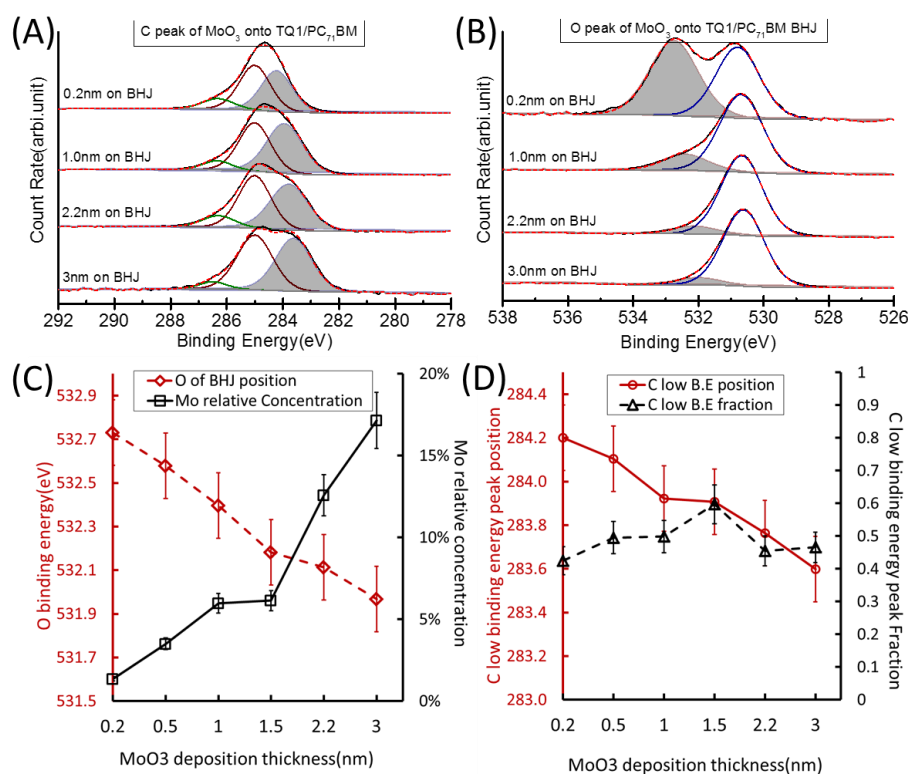 (A)
C peak of MoO3 onto TQ1/PC71BM
0.2nm on BHJ
1.0nm on BHJ
2.2nm on BHJ
3nm on BHJ
Count Rate(arbi.unit)
292 290 288 286 284 282 280 278
Binding Energy(eV)
(B)
O peak of MoO3 onto TQ1/PC71BM BHJ
0.2nm on BHJ
1.0nm on BHJ
2.2nm on BHJ
3.0nm on BHJ
Count Rate(arbi.unit)
538 536 534 532 530 528 526
Binding Energy(eV)
(C)
O of BHJ position
Mo relative Concentration
O binding energy(eV)
532.9
532.7
532.5
532.3
532.1
531.9
531.7
531.5
20%
15%
10%
5%
0%
Mo relative concentration
0.2 0.5 1 1.5 2.2 3
MoO3 deposition thickness(nm)
(D)
C low B.E position
C low B.E fraction
C low binding energy peak position
284.4
284.2
284.0
283.8
283.6
283.4
283.2
283.0
1
0.9
0.8
0.7
0.6
0.5
0.4
0.3
0.2
0.1
0
C low binding energy peak Fraction
0.2 0.5 1 1.5 2.2 3
MoO3 deposition thickness(nm)